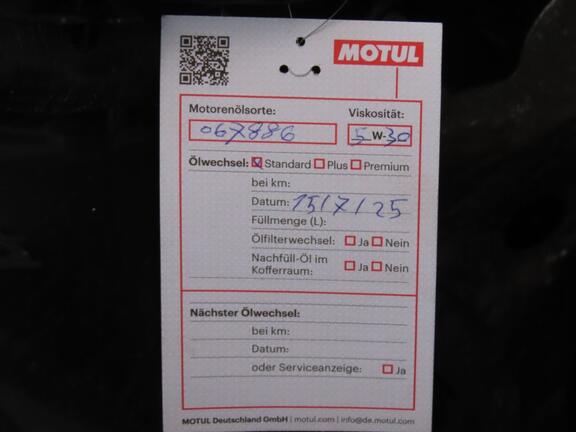 MOTUL
Motorenölsorte: Viskosität:
067886 5 W-30
Ölwechsel: Standard Plus Premium
bei km:
Datum: 15/7/25
Füllmenge (L):
Ölfilterwechsel: Ja Nein
Nachfüll-Öl im
Kofferraum: Ja Nein
Nächster Ölwechsel:
bei km:
Datum:
oder Serviceanzeige: Ja
MOTUL Deutschland GmbH | motul.com | info@de.motul.com